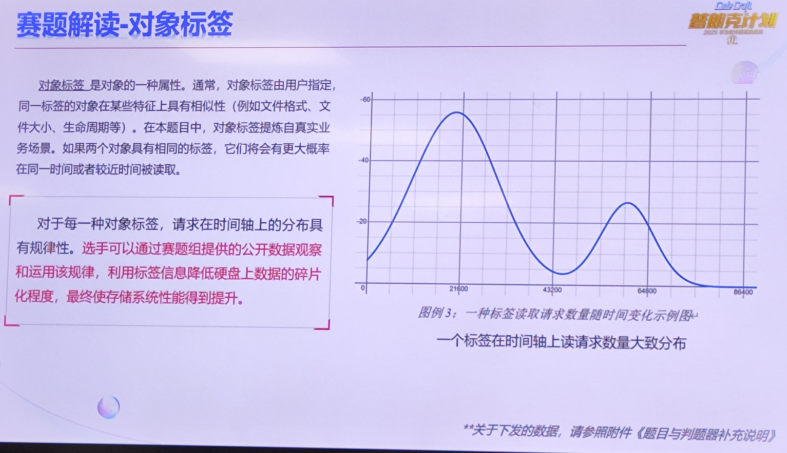 赛题解读-对象标签
普朗克计划
对象标签 是对象的一种属性。通常，对象标签由用户指定，
同一标签的对象在某些特征上具有相似性（例如文件格式、文
件大小、生命周期等）。在本题目中，对象标签提炼自真实业
务场景。如果两个对象具有相同的标签，它们将会有更大概率
在同一时间或者较近时间被读取。
对于每一种对象标签，请求在时间轴上的分布具
有规律性。选手可以通过赛题组提供的公开数据观察
和运用该规律，利用标签信息降低硬盘上数据的碎片
化程度，最终使存储系统性能得到提升。
60
40
20
0 21600 43200 64800 86400
图例 3：一种标签读取请求数量随时间变化示例图
一个标签在时间轴上读请求数量大致分布
**关于下发的数据，请参照附件《题目与判题器补充说明》